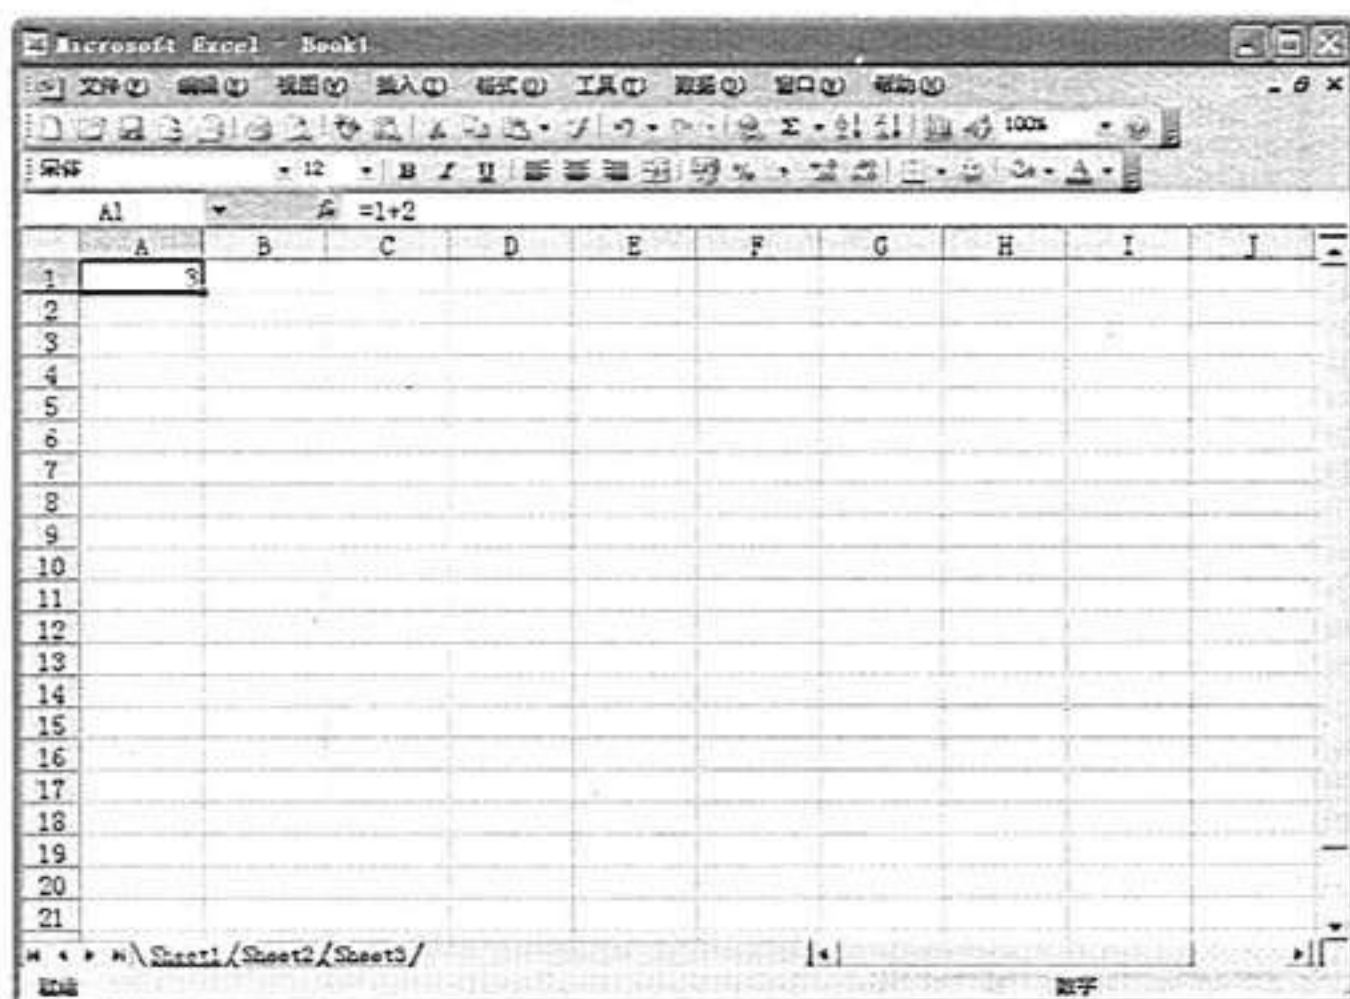 Microsoft Excel - Book1
文件(F) 编辑(E) 视图(V) 插入(I) 格式(O) 工具(T) 数据(D) 窗口(W) 帮助(H)
Σ 100%
宋体 12 B I U % , A
A1 fx =1+2
A B C D E F G H I J
1 3
2
3
4
5
6
7
8
9
10
11
12
13
14
15
16
17
18
19
20
21
Sheet1 Sheet2 Sheet3
就绪 数字